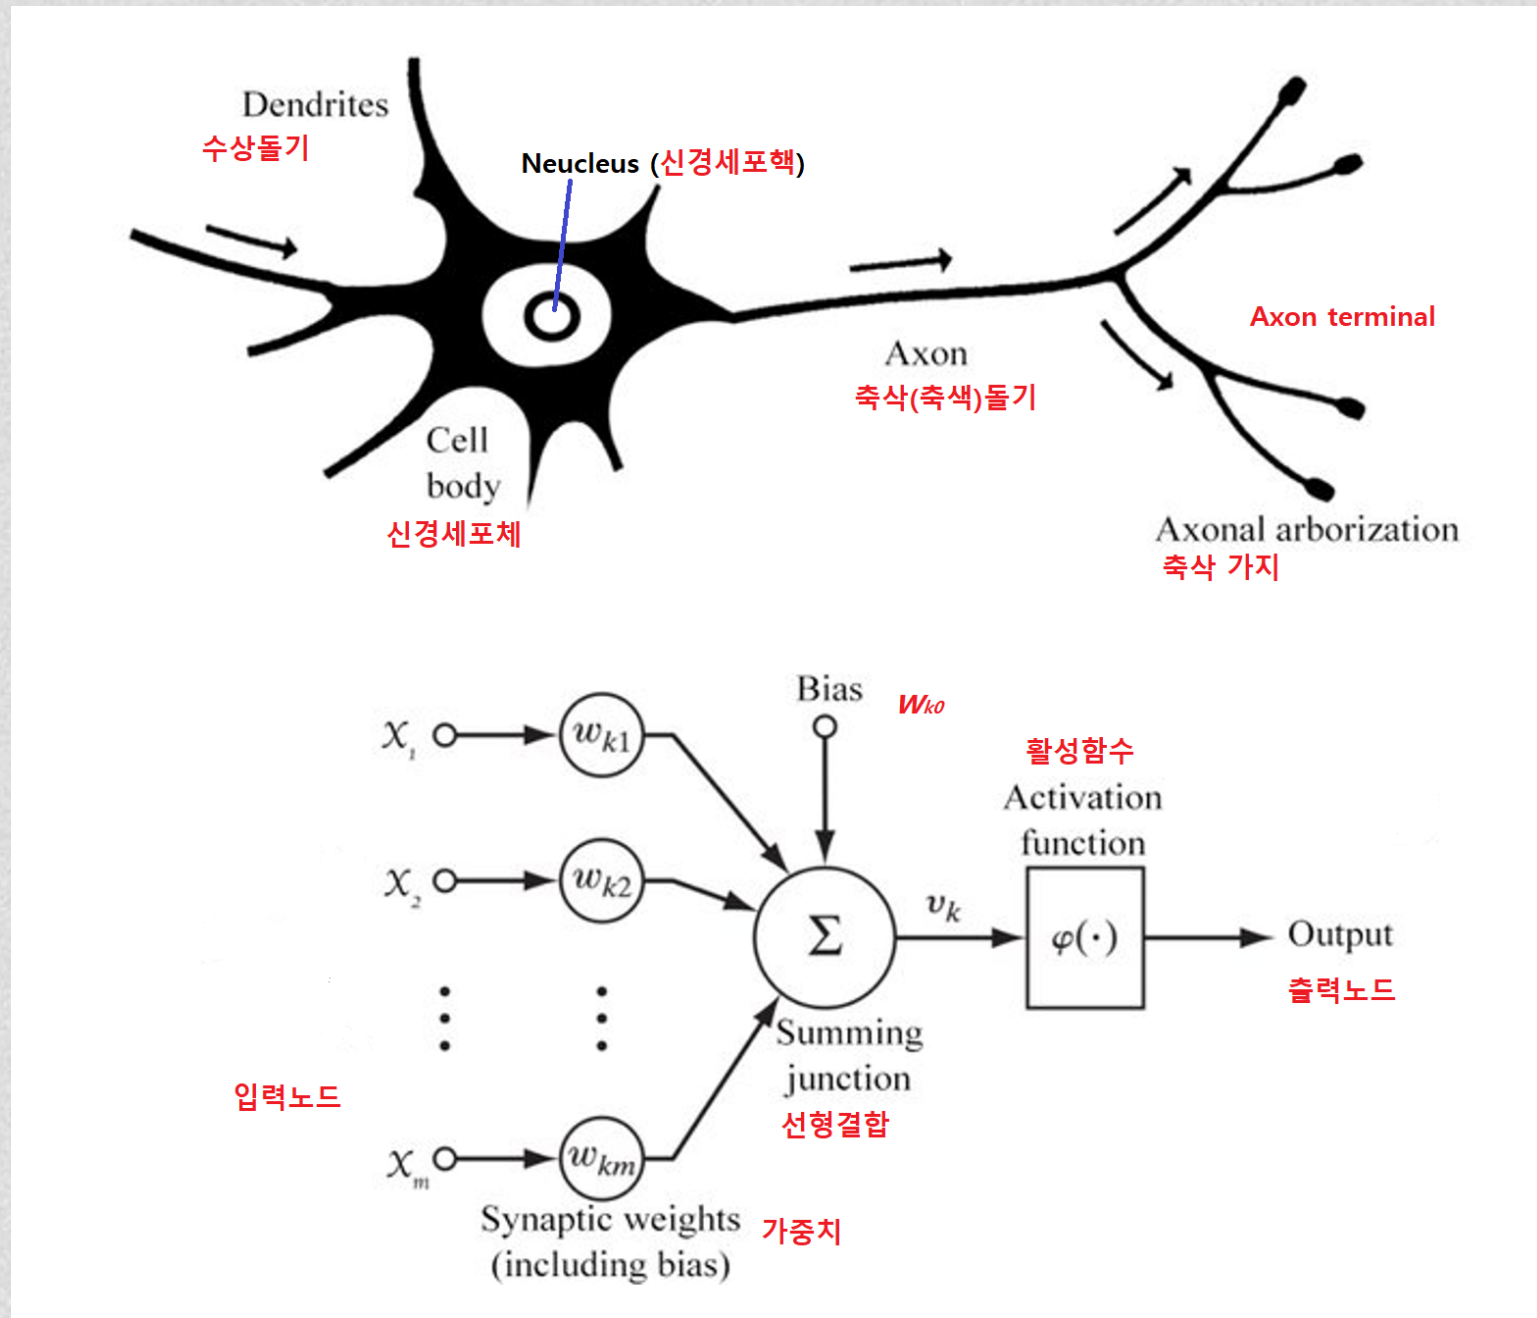 Dendrites
수상돌기
Neucleus (신경세포핵)
Axon
축삭(축색)돌기
Axon terminal
Cell
body
신경세포체
Axonal arborization
축삭 가지
Bias
Wk0
x1
wk1
활성함수
Activation
function
x2
wk2
Σ
vk
φ(·)
Output
출력노드
Summing
junction
선형결합
입력노드
xm
wkm
Synaptic weights
(including bias)
가중치